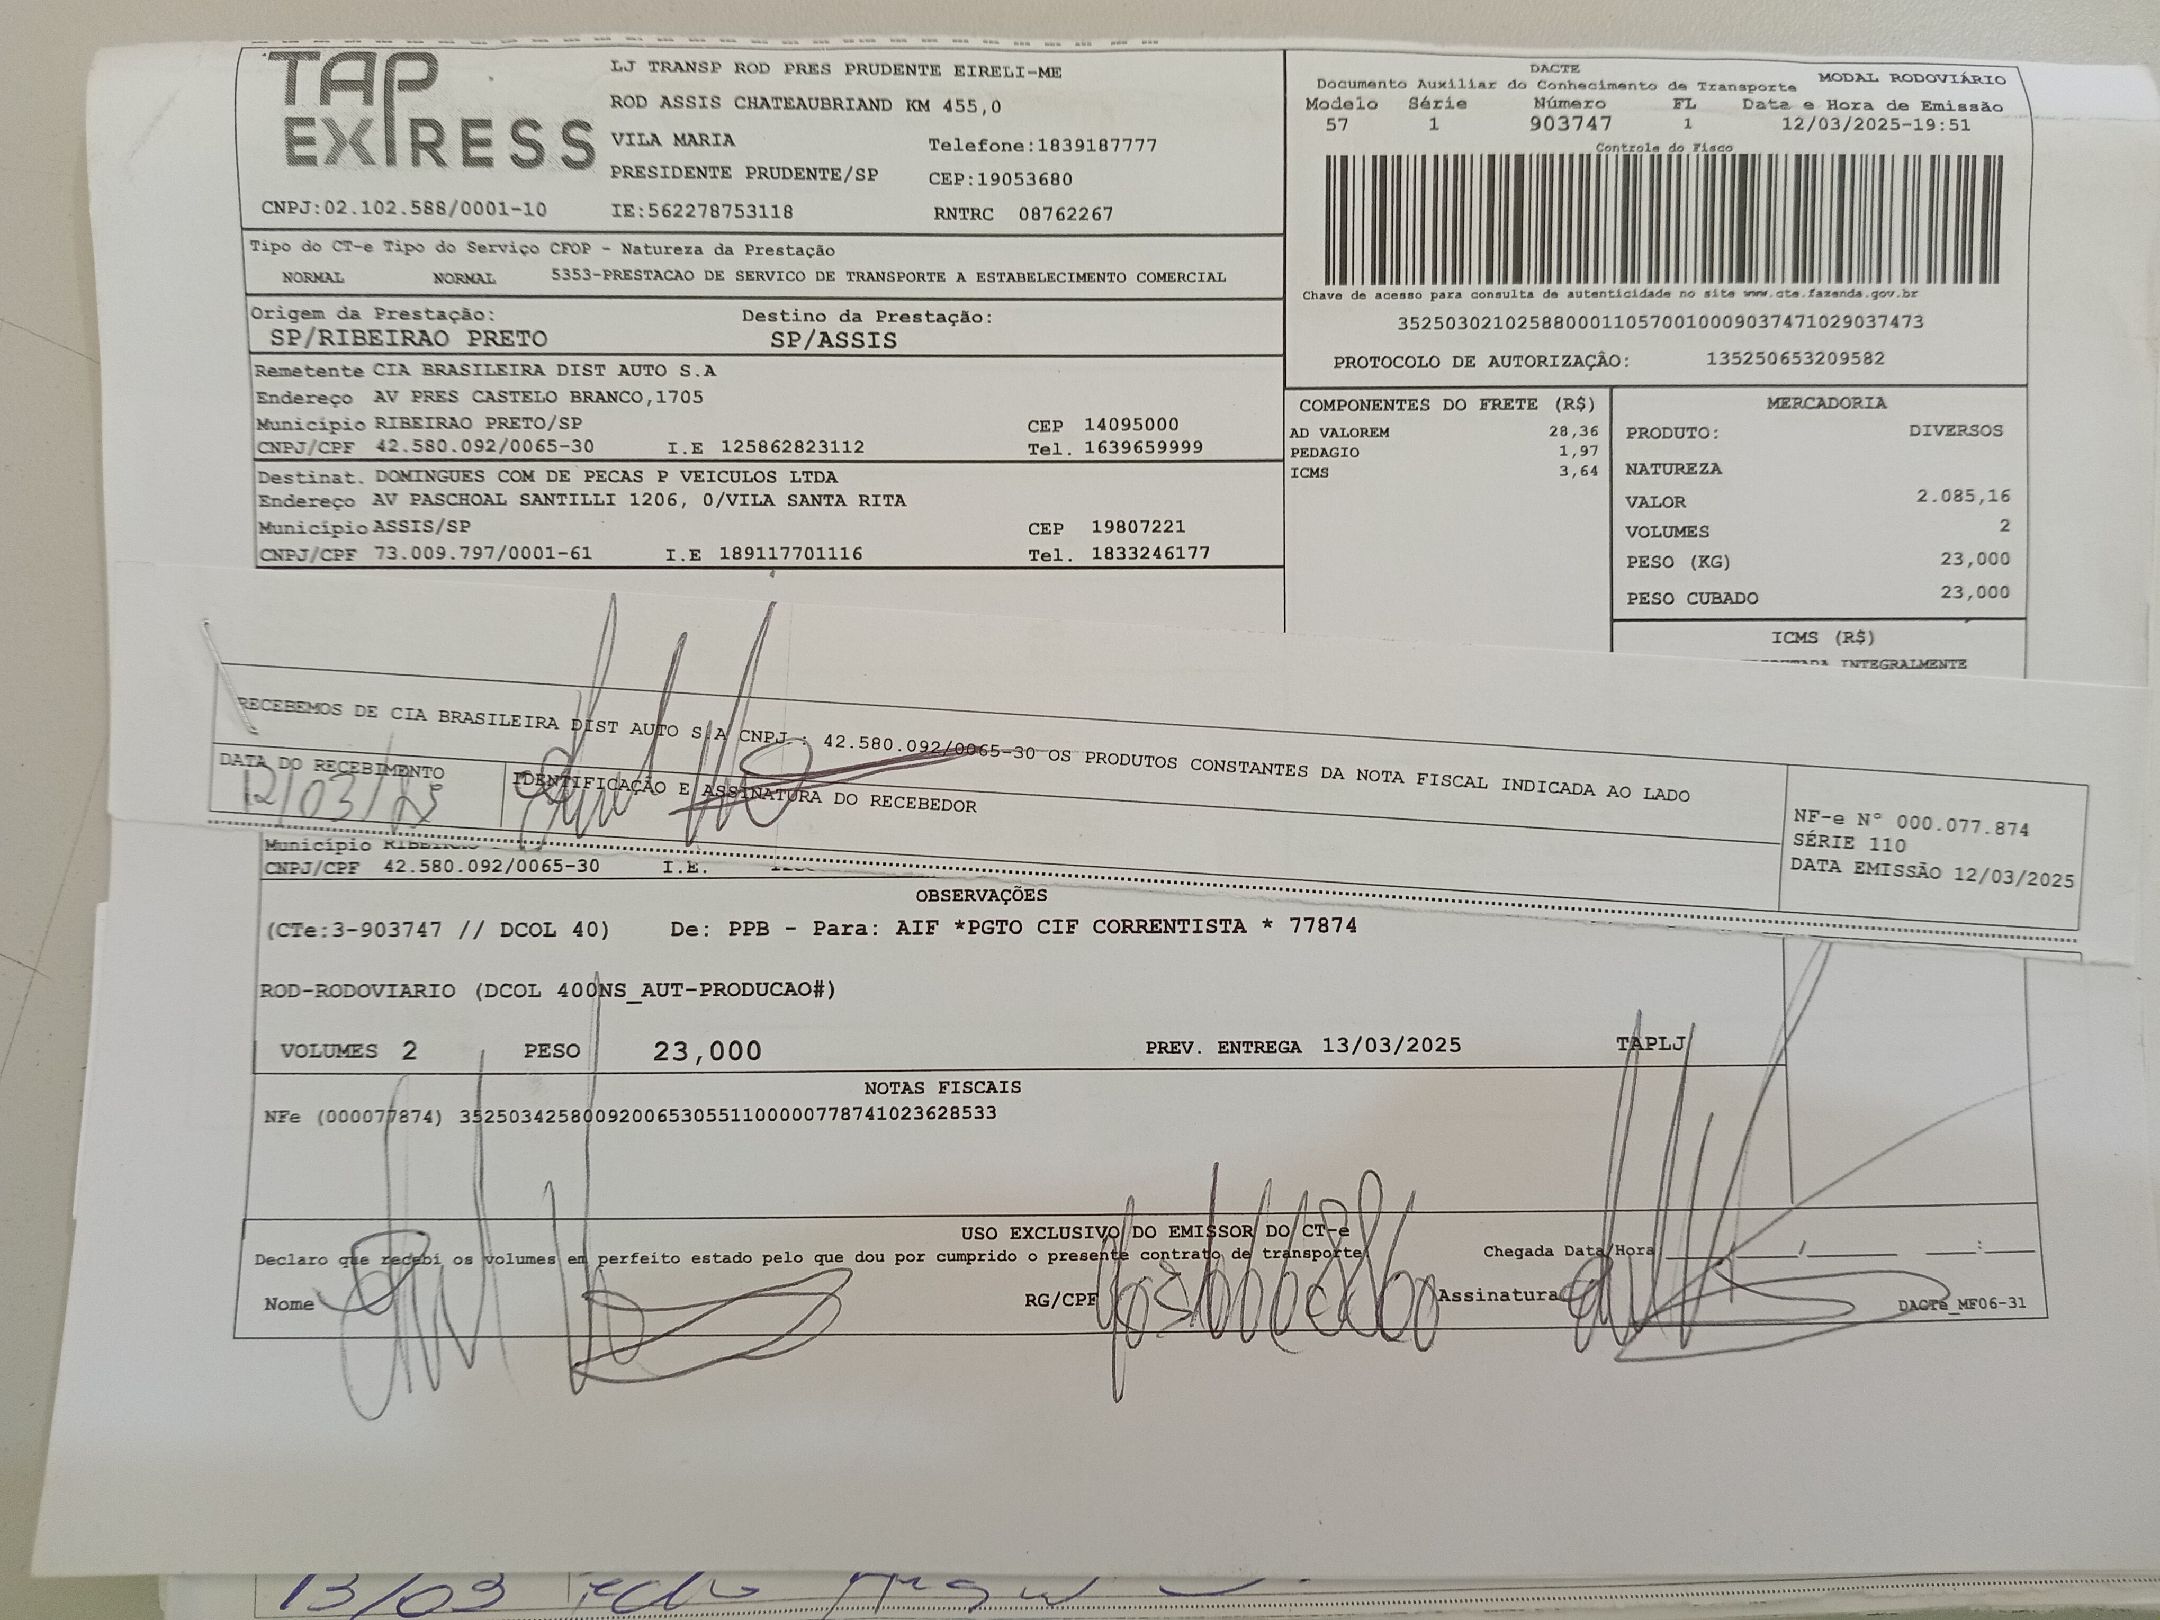 TAP
EXPRESS
LJ TRANSP ROD PRES PRUDENTE EIRELI-ME
ROD ASSIS CHATEAUBRIAND KM 455,0
VILA MARIA Telefone:1839187777
PRESIDENTE PRUDENTE/SP CEP:19053680
CNPJ:02.102.588/0001-10 IE:562278753118 RNTRC 08762267
DACTE
Documento Auxiliar do Conhecimento de Transporte MODAL RODOVIÁRIO
Modelo Série Número FL Data e Hora de Emissão
57 1 903747 1 12/03/2025-19:51
Controle do Fisco
Chave de acesso para consulta de autenticidade no site www.cte.fazenda.gov.br
35250302102588000110570010009037471029037473
PROTOCOLO DE AUTORIZAÇÂO: 135250653209582
Tipo do CT-e Tipo do Serviço CFOP - Natureza da Prestação
NORMAL NORMAL 5353-PRESTACAO DE SERVICO DE TRANSPORTE A ESTABELECIMENTO COMERCIAL
Origem da Prestação: Destino da Prestação:
SP/RIBEIRAO PRETO SP/ASSIS
Remetente CIA BRASILEIRA DIST AUTO S.A
Endereço AV PRES CASTELO BRANCO,1705
Município RIBEIRAO PRETO/SP CEP 14095000
CNPJ/CPF 42.580.092/0065-30 I.E 125862823112 Tel. 1639659999
Destinat. DOMINGUES COM DE PECAS P VEICULOS LTDA
Endereço AV PASCHOAL SANTILLI 1206, 0/VILA SANTA RITA
Município ASSIS/SP CEP 19807221
CNPJ/CPF 73.009.797/0001-61 I.E 189117701116 Tel. 1833246177
COMPONENTES DO FRETE (R$)
AD VALOREM 28,36
PEDAGIO 1,97
ICMS 3,64
MERCADORIA
PRODUTO: DIVERSOS
NATUREZA
VALOR 2.085,16
VOLUMES 2
PESO (KG) 23,000
PESO CUBADO 23,000
ICMS (R$)
INTEGRALMENTE
RECEBEMOS DE CIA BRASILEIRA DIST AUTO S.A CNPJ : 42.580.092/0065-30 OS PRODUTOS CONSTANTES DA NOTA FISCAL INDICADA AO LADO
DATA DO RECEBIMENTO IDENTIFICAÇÃO E ASSINATURA DO RECEBEDOR
12/03/25
NF-e N° 000.077.874
SÉRIE 110
DATA EMISSÃO 12/03/2025
Município
CNPJ/CPF 42.580.092/0065-30 I.E.
OBSERVAÇÕES
(CTe:3-903747 // DCOL 40) De: PPB - Para: AIF *PGTO CIF CORRENTISTA * 77874
ROD-RODOVIARIO (DCOL 400NS_AUT-PRODUCAO#)
VOLUMES 2 PESO 23,000 PREV. ENTREGA 13/03/2025 TAPLJ
NOTAS FISCAIS
NFe (000077874) 35250342580092006530551100000778741023628533
USO EXCLUSIVO DO EMISSOR DO CT-e
Declaro que recebi os volumes em perfeito estado pelo que dou por cumprido o presente contrato de transporte Chegada Data/Hora ___/___ ___:___
Nome RG/CPF Assinatura DACTe_MF06-31
13/03